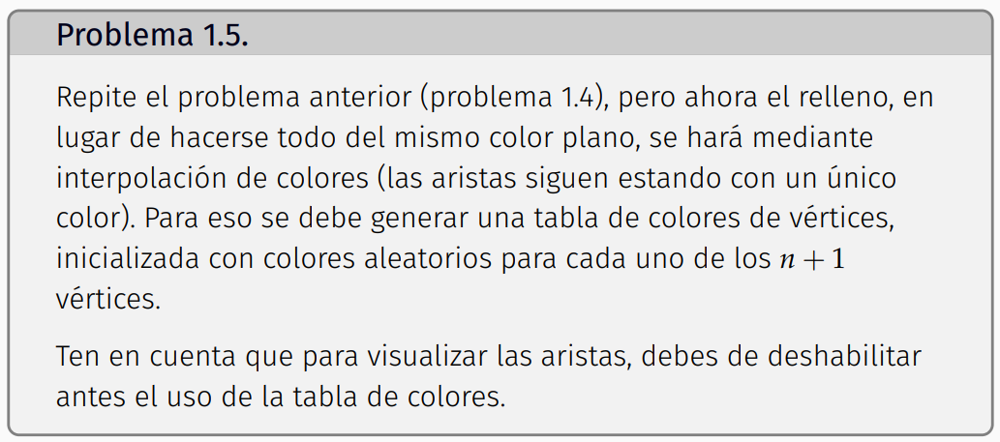 Problema 1.5.
Repite el problema anterior (problema 1.4), pero ahora el relleno, en
lugar de hacerse todo del mismo color plano, se hará mediante
interpolación de colores (las aristas siguen estando con un único
color). Para eso se debe generar una tabla de colores de vértices,
inicializada con colores aleatorios para cada uno de los n + 1
vértices.
Ten en cuenta que para visualizar las aristas, debes de deshabilitar
antes el uso de la tabla de colores.